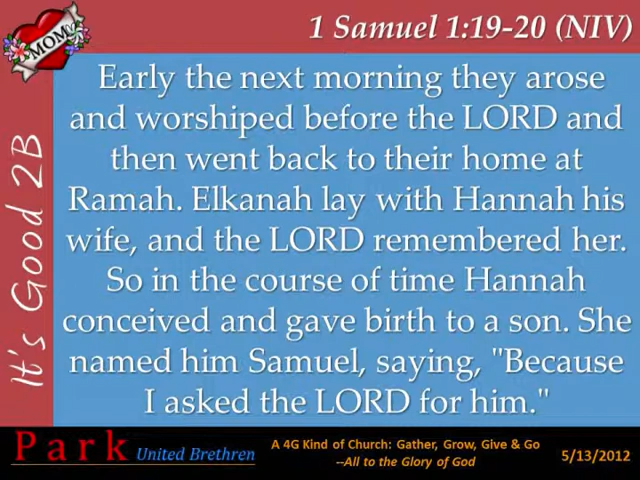 MOM
1 Samuel 1:19-20 (NIV)
It's Good 2B
Early the next morning they arose
and worshiped before the LORD and
then went back to their home at
Ramah. Elkanah lay with Hannah his
wife, and the LORD remembered her.
So in the course of time Hannah
conceived and gave birth to a son. She
named him Samuel, saying, "Because
I asked the LORD for him."
Park United Brethren
A 4G Kind of Church: Gather, Grow, Give & Go
--All to the Glory of God
5/13/2012